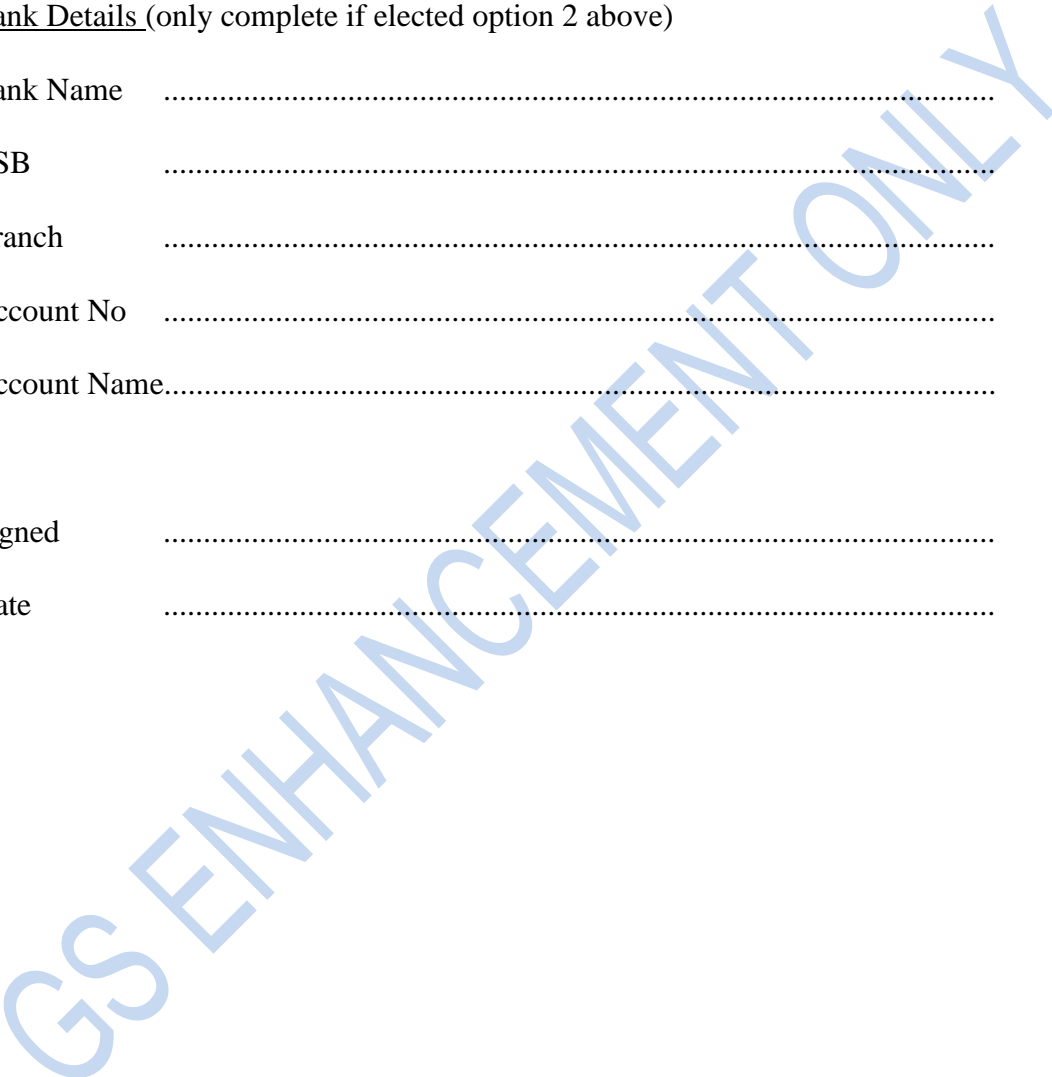 ank Details (only complete if elected option 2 above)
ank Name ........................................................................................................
SB ........................................................................................................
ranch ........................................................................................................
ccount No ........................................................................................................
ccount Name........................................................................................................
gned ........................................................................................................
ate ........................................................................................................
GS ENHANCEMENT ONLY